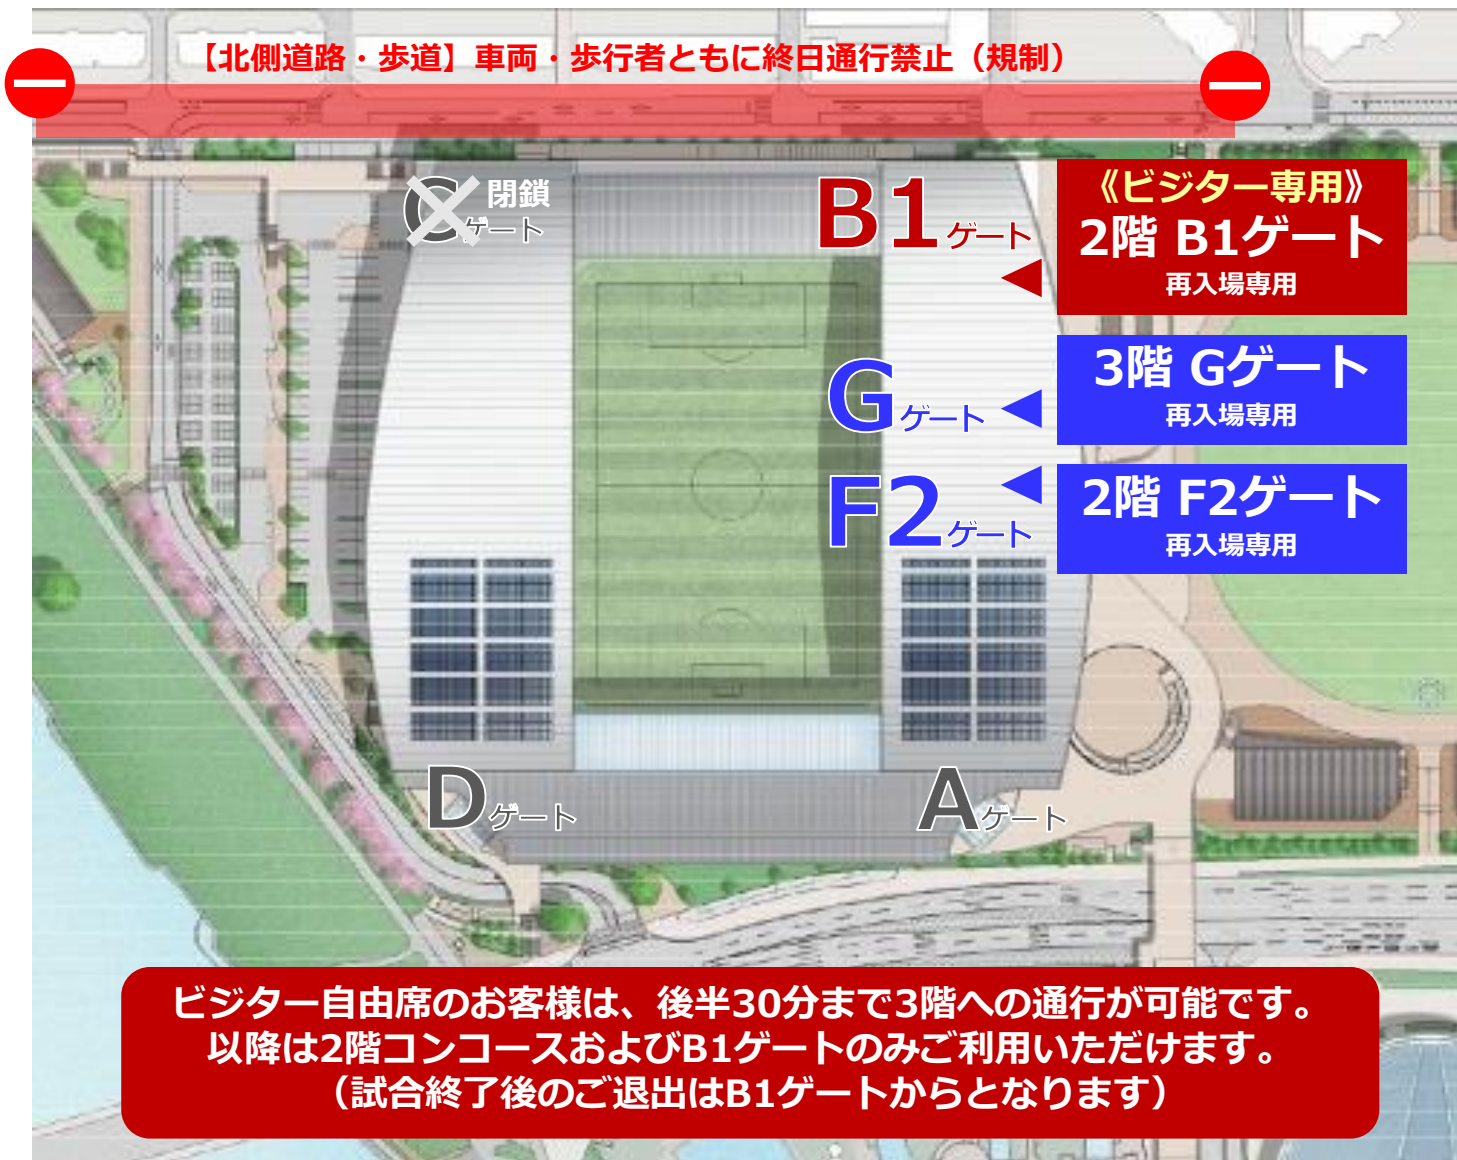 【北側道路・歩道】車両・歩行者ともに終日通行禁止（規制）
C
閉鎖
ゲート
B1ゲート
《ビジター専用》
2階 B1ゲート
再入場専用
Gゲート
3階 Gゲート
再入場専用
F2ゲート
2階 F2ゲート
再入場専用
Dゲート
Aゲート
ビジター自由席のお客様は、後半30分まで3階への通行が可能です。
以降は2階コンコースおよびB1ゲートのみご利用いただけます。
（試合終了後のご退出はB1ゲートからとなります）